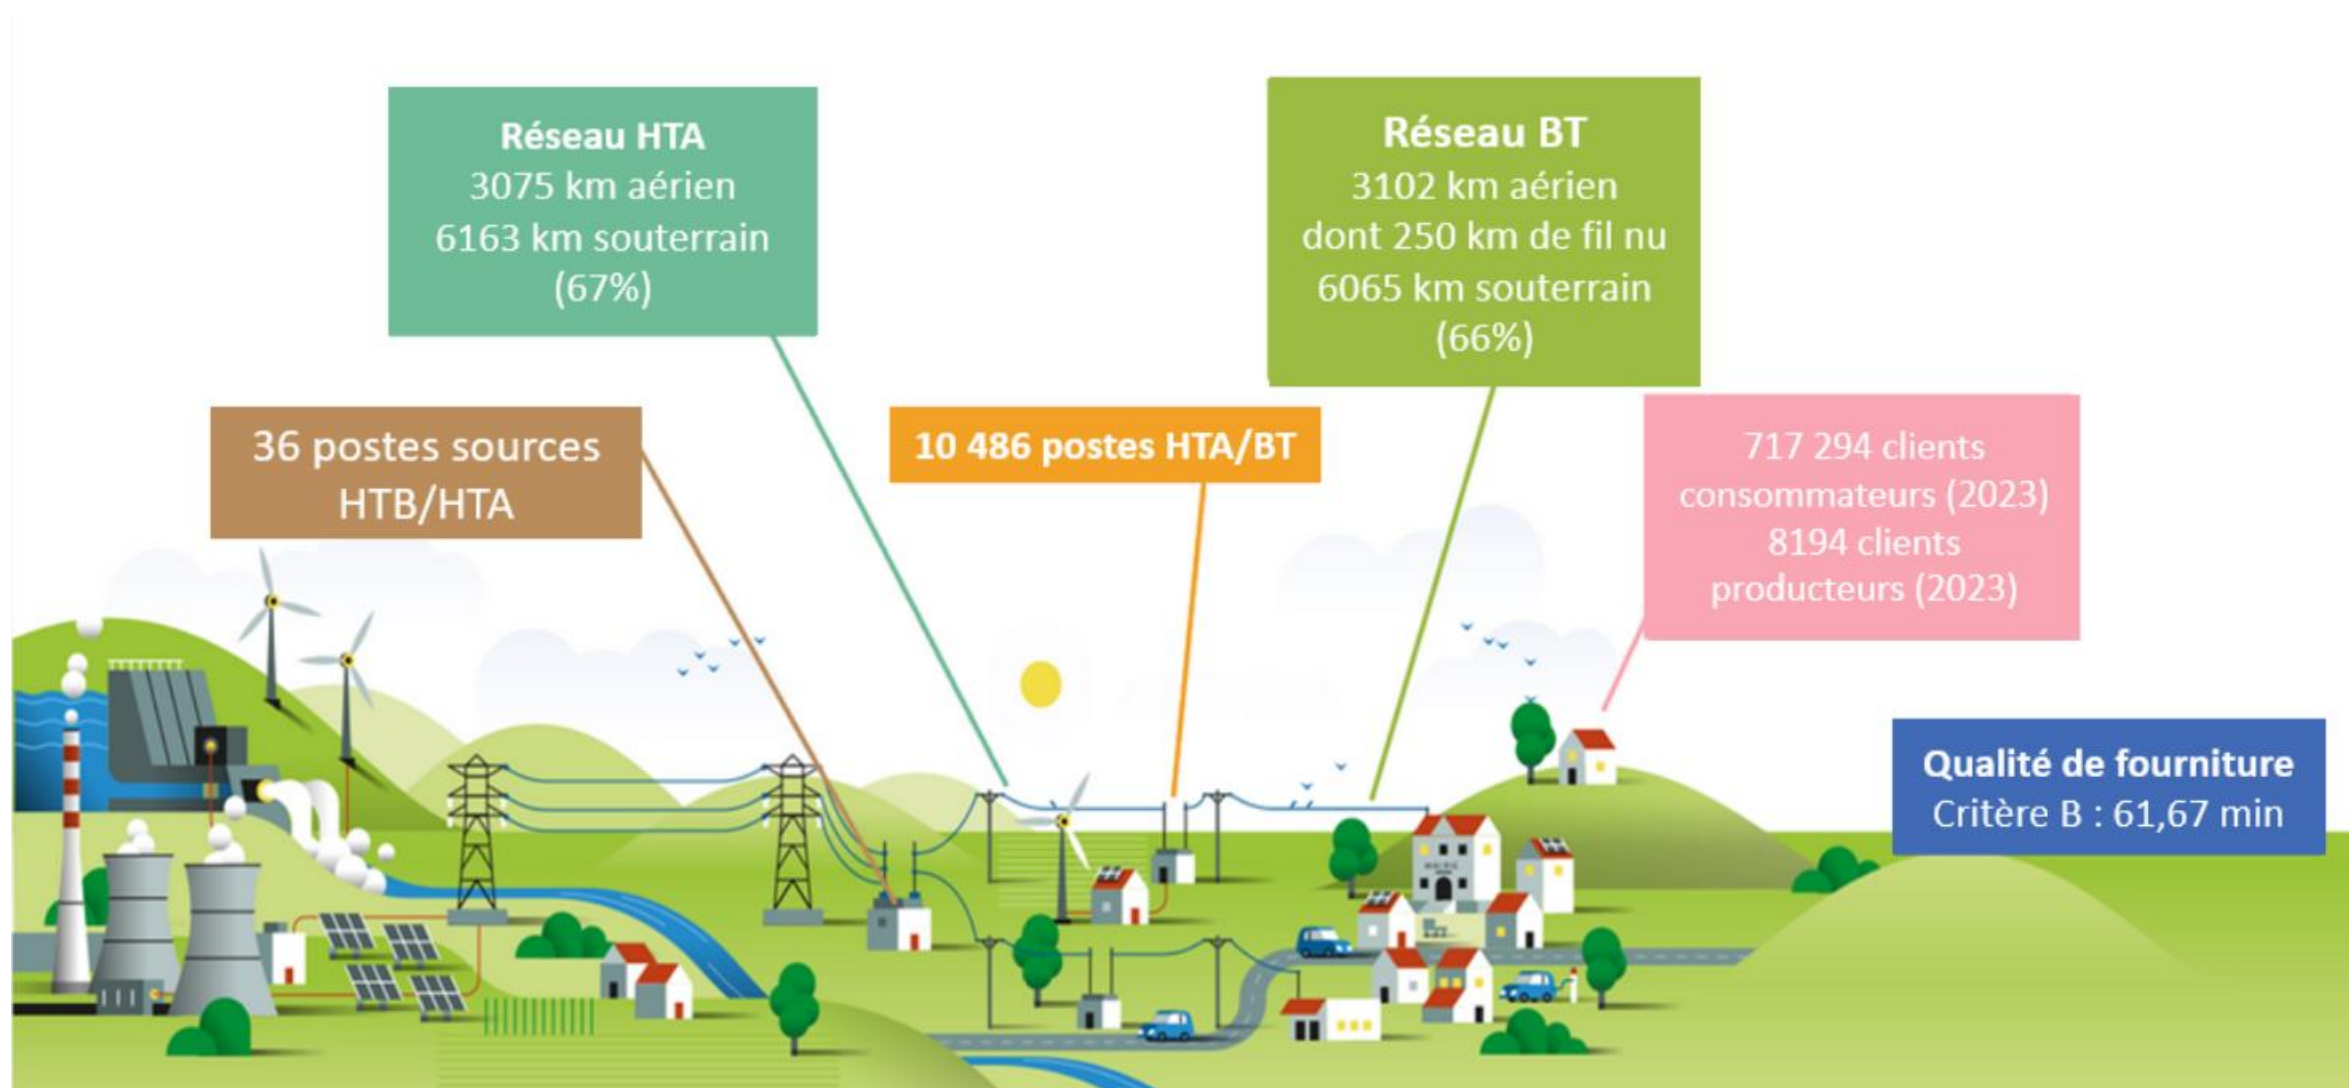 Réseau HTA
3075 km aérien
6163 km souterrain
(67%)
Réseau BT
3102 km aérien
dont 250 km de fil nu
6065 km souterrain
(66%)
36 postes sources
HTB/HTA
10 486 postes HTA/BT
717 294 clients
consommateurs (2023)
8194 clients
producteurs (2023)
Qualité de fourniture
Critère B : 61,67 min